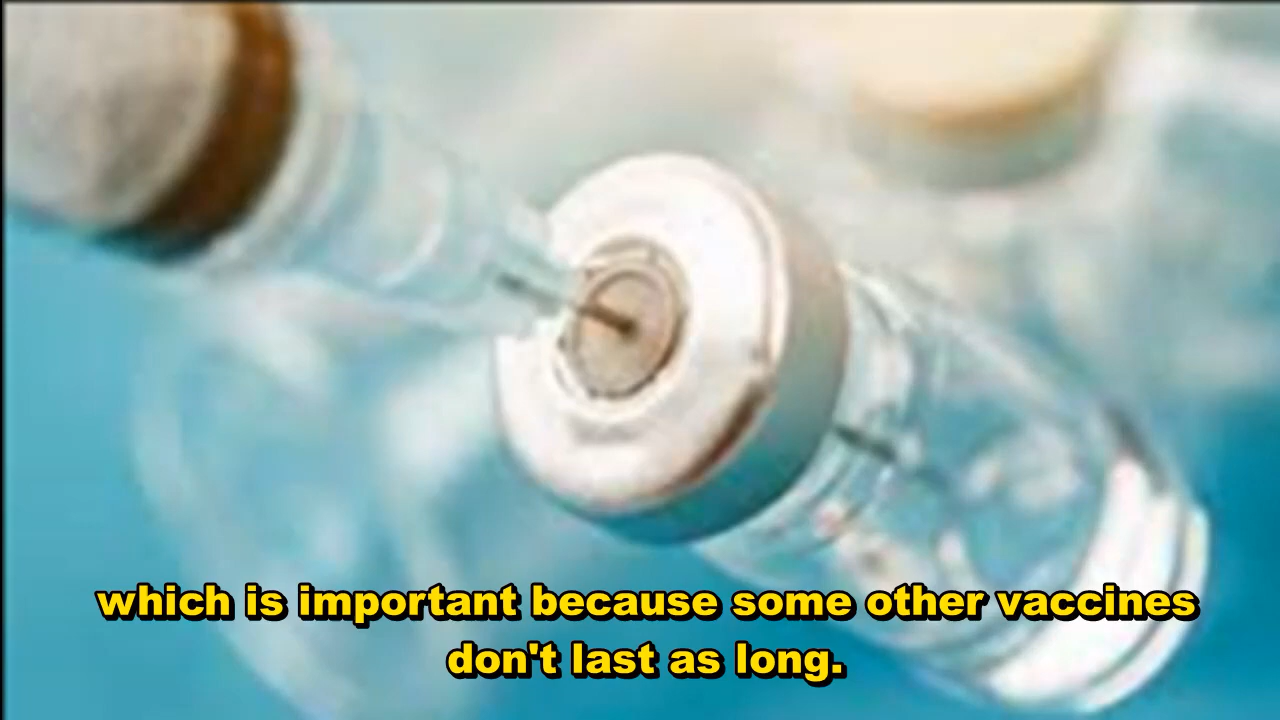 which is important because some other vaccines
don't last as long.